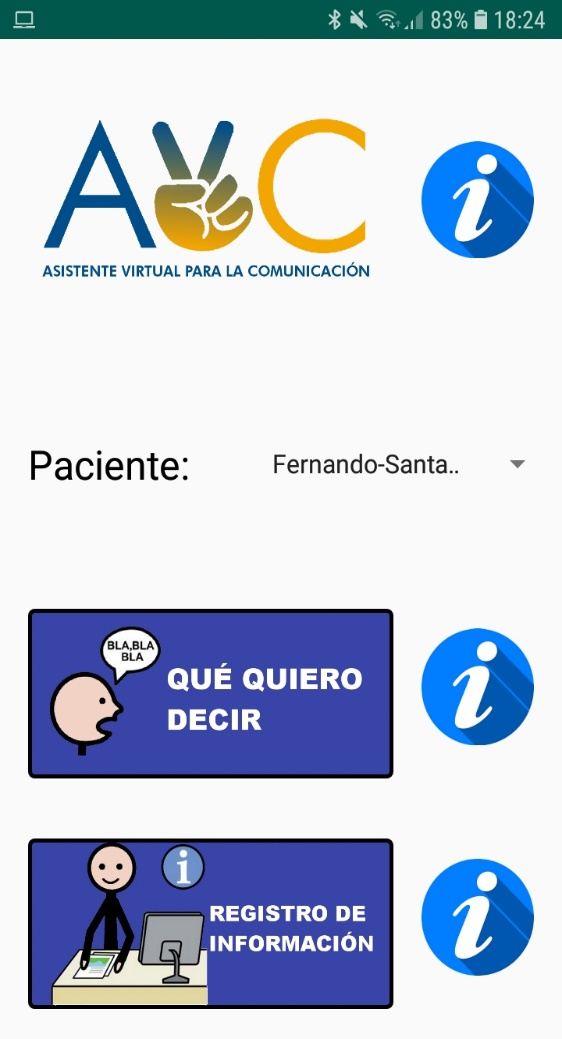 83% 18:24
AVC
ASISTENTE VIRTUAL PARA LA COMUNICACIÓN
Paciente: Fernando-Santa..
BLA,BLA
BLA
QUÉ QUIERO
DECIR
REGISTRO DE
INFORMACIÓN